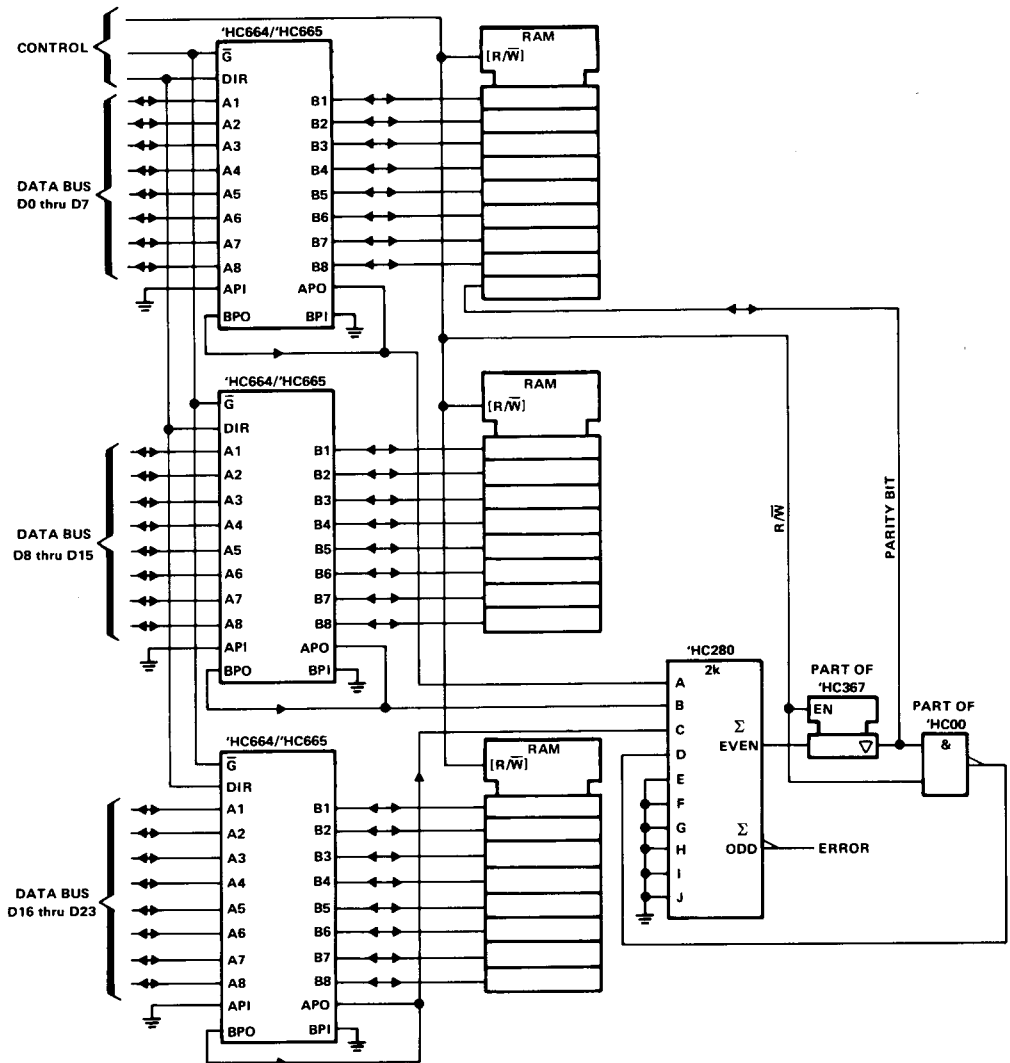 CONTROL
'HC664/'HC665
G̅
DIR
A1
A2
A3
A4
A5
A6
A7
A8
API
BPO
B1
B2
B3
B4
B5
B6
B7
B8
APO
BPI
DATA BUS
D0 thru D7
RAM
[R/W̅]
'HC664/'HC665
G̅
DIR
A1
A2
A3
A4
A5
A6
A7
A8
API
BPO
B1
B2
B3
B4
B5
B6
B7
B8
APO
BPI
DATA BUS
D8 thru D15
RAM
[R/W̅]
R/W̅
PARITY BIT
'HC664/'HC665
G̅
DIR
A1
A2
A3
A4
A5
A6
A7
A8
API
BPO
B1
B2
B3
B4
B5
B6
B7
B8
APO
BPI
DATA BUS
D16 thru D23
RAM
[R/W̅]
'HC280
2k
A
B
C
D
E
F
G
H
I
J
Σ
EVEN
Σ
ODD
ERROR
PART OF
'HC367
EN
▽
PART OF
'HC00
&